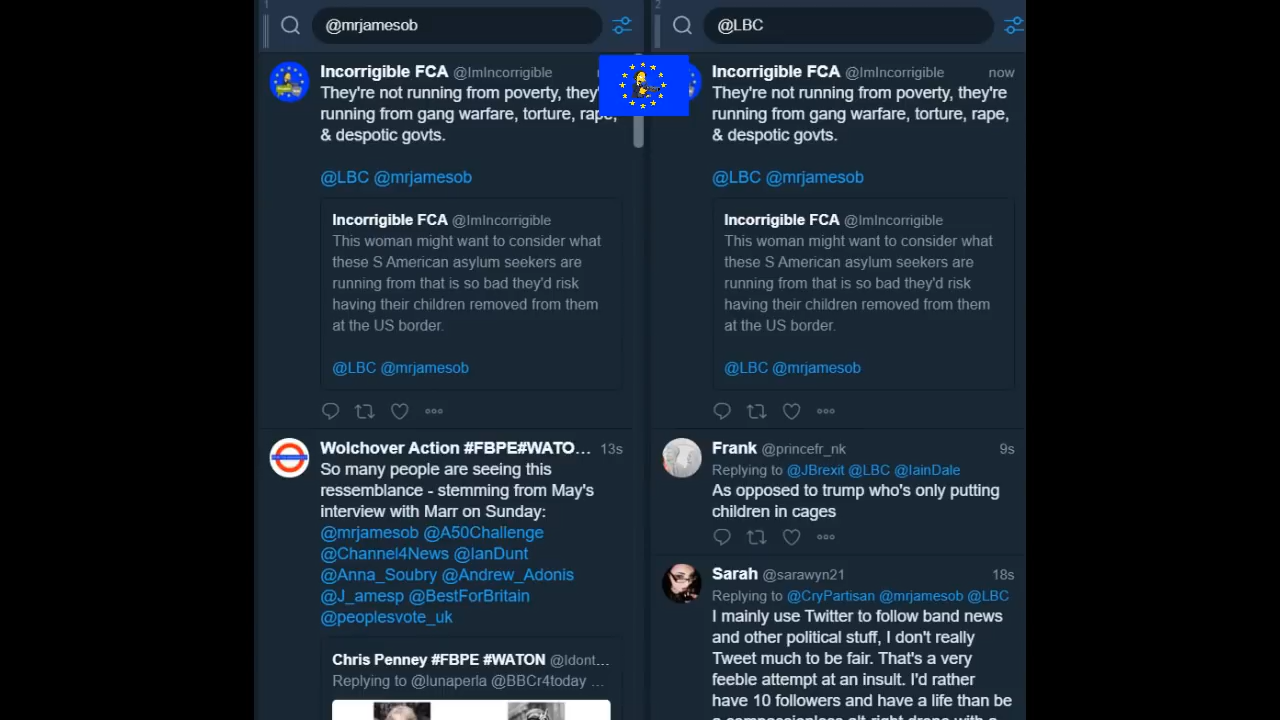 1
@mrjamesob
Incorrigible FCA @ImIncorrigible
They're not running from poverty, they'
running from gang warfare, torture, rape,
& despotic govts.
@LBC @mrjamesob
Incorrigible FCA @ImIncorrigible
This woman might want to consider what
these S American asylum seekers are
running from that is so bad they'd risk
having their children removed from them
at the US border.
@LBC @mrjamesob
Wolchover Action #FBPE#WATO... 13s
So many people are seeing this
ressemblance - stemming from May's
interview with Marr on Sunday:
@mrjamesob @A50Challenge
@Channel4News @IanDunt
@Anna_Soubry @Andrew_Adonis
@J_amesp @BestForBritain
@peoplesvote_uk
Chris Penney #FBPE #WATON @Idont...
Replying to @lunaperla @BBCr4today ...
2
@LBC
Incorrigible FCA @ImIncorrigible now
They're not running from poverty, they're
running from gang warfare, torture, rape,
& despotic govts.
@LBC @mrjamesob
Incorrigible FCA @ImIncorrigible
This woman might want to consider what
these S American asylum seekers are
running from that is so bad they'd risk
having their children removed from them
at the US border.
@LBC @mrjamesob
Frank @princefr_nk 9s
Replying to @JBrexit @LBC @IainDale
As opposed to trump who's only putting
children in cages
Sarah @sarawyn21 18s
Replying to @CryPartisan @mrjamesob @LBC
I mainly use Twitter to follow band news
and other political stuff, I don't really
Tweet much to be fair. That's a very
feeble attempt at an insult. I'd rather
have 10 followers and have a life than be
a compassionless alt-right drone with a